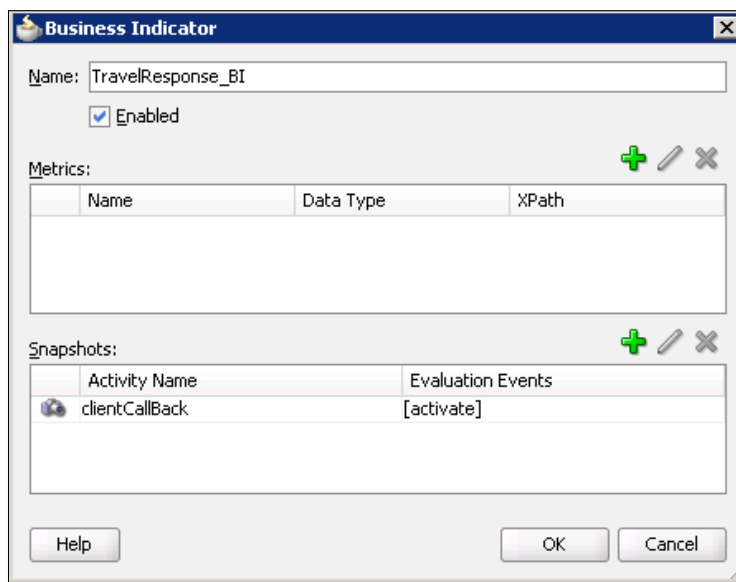 Business Indicator
Name: TravelResponse_BI
Enabled
Metrics:
Name Data Type XPath
Snapshots:
Activity Name Evaluation Events
clientCallBack [activate]
Help OK Cancel